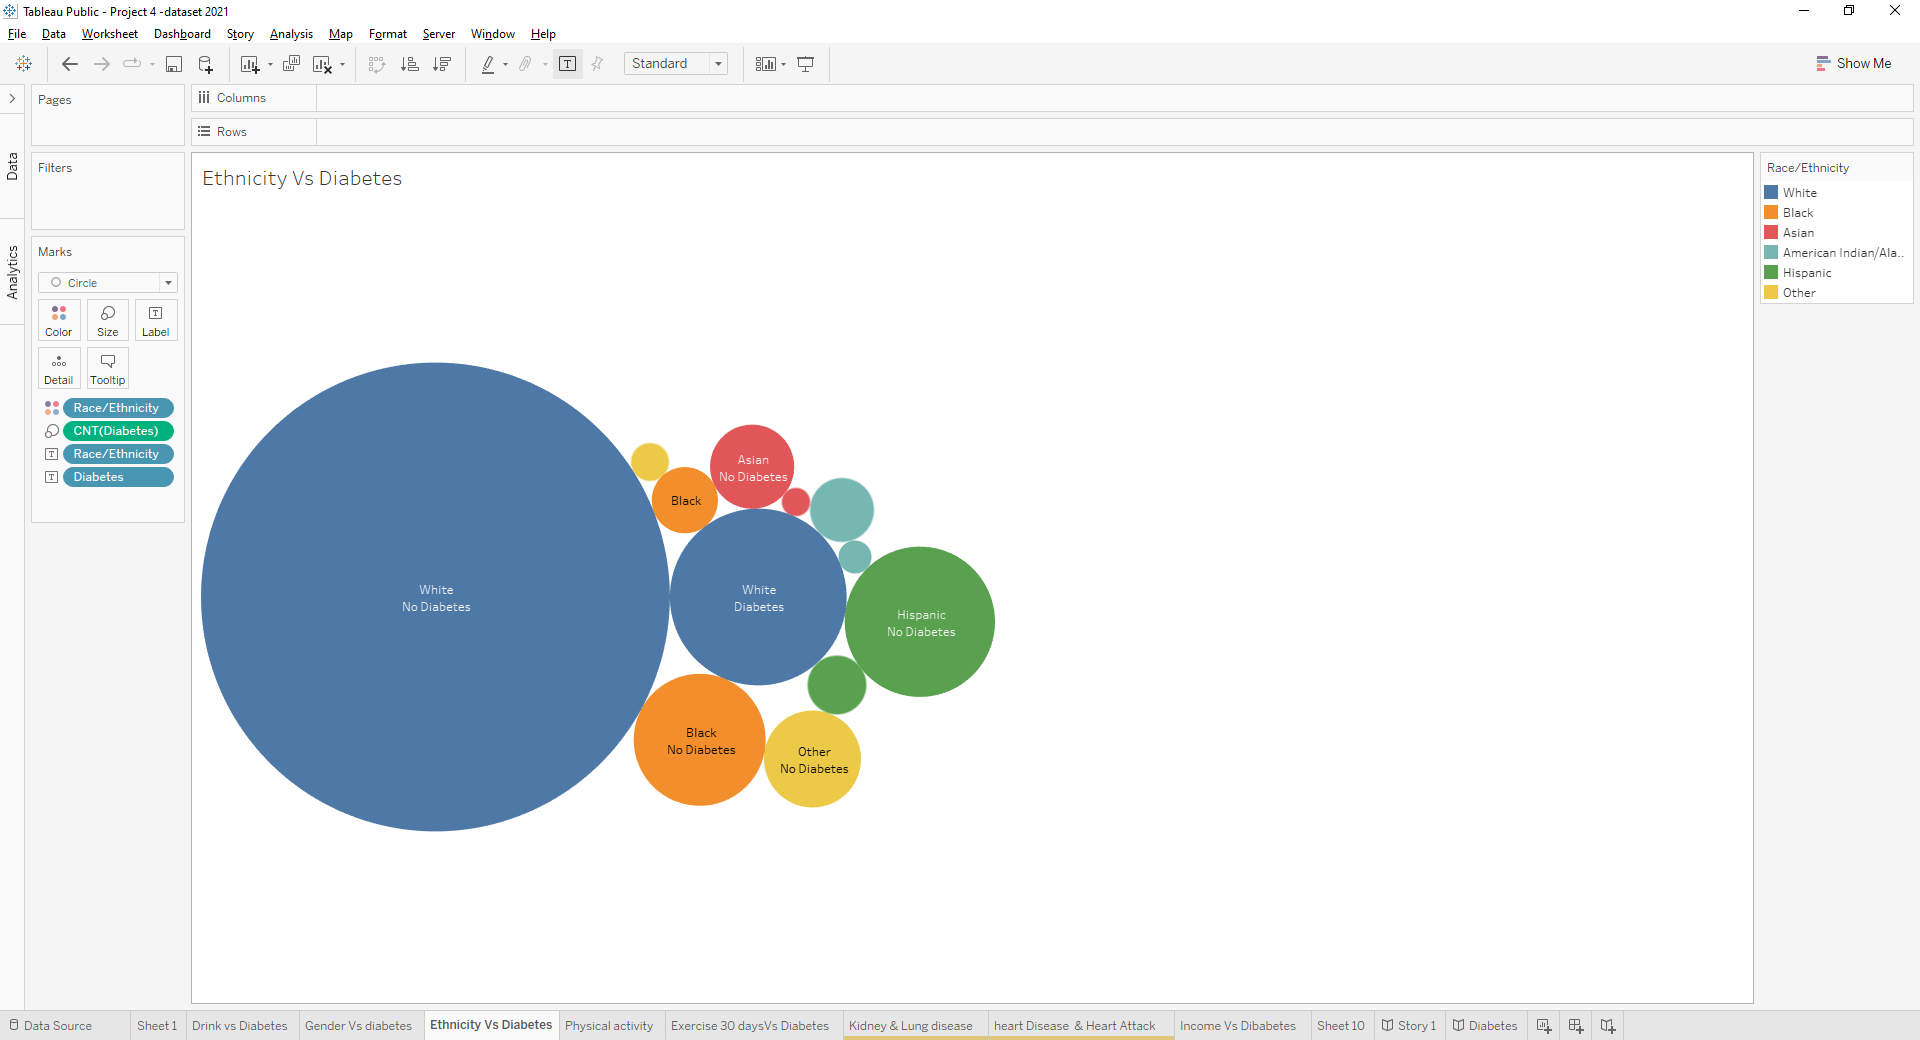 Tableau Public - Project 4 -dataset 2021
File Data Worksheet Dashboard Story Analysis Map Format Server Window Help
Standard
Show Me
Data
Analytics
Pages
Filters
Marks
Circle
Color Size Label
Detail Tooltip
Race/Ethnicity
CNT(Diabetes)
Race/Ethnicity
Diabetes
Columns
Rows
Ethnicity Vs Diabetes
White
No Diabetes
Black
Asian
No Diabetes
White
Diabetes
Hispanic
No Diabetes
Black
No Diabetes
Other
No Diabetes
Race/Ethnicity
White
Black
Asian
American Indian/Ala..
Hispanic
Other
Data Source Sheet 1 Drink vs Diabetes Gender Vs diabetes Ethnicity Vs Diabetes Physical activity Exercise 30 daysVs Diabetes Kidney & Lung disease heart Disease & Heart Attack Income Vs Dibabetes Sheet 10 Story 1 Diabetes